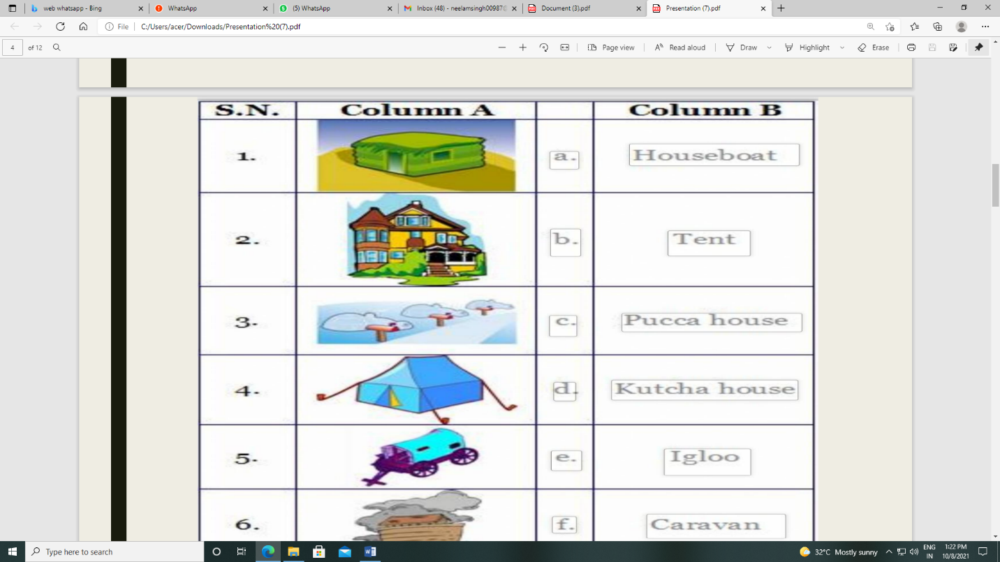 web whatsapp - Bing
WhatsApp
(5) WhatsApp
Inbox (48) - neelamsingh00987@
Document (3).pdf
Presentation (7).pdf
File
C:/Users/acer/Downloads/Presentation%20(7).pdf
4 of 12
Page view
Read aloud
Draw
Highlight
Erase
S.N. Column A Column B
1. a. Houseboat
2. b. Tent
3. c. Pucca house
4. d. Kutcha house
5. e. Igloo
6. f. Caravan
Type here to search
32°C Mostly sunny
ENG
IN
1:22 PM
10/8/2021